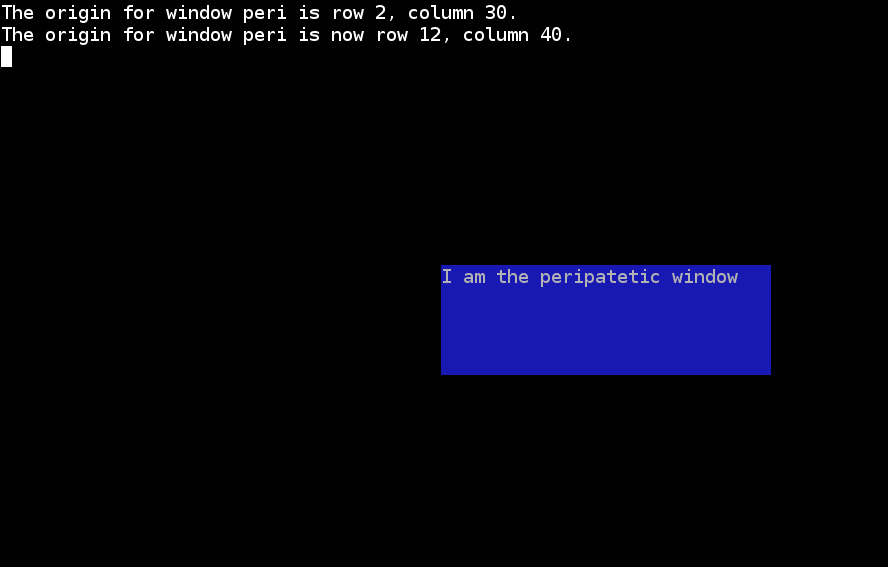 The origin for window peri is row 2, column 30.
The origin for window peri is now row 12, column 40.
I am the peripatetic window